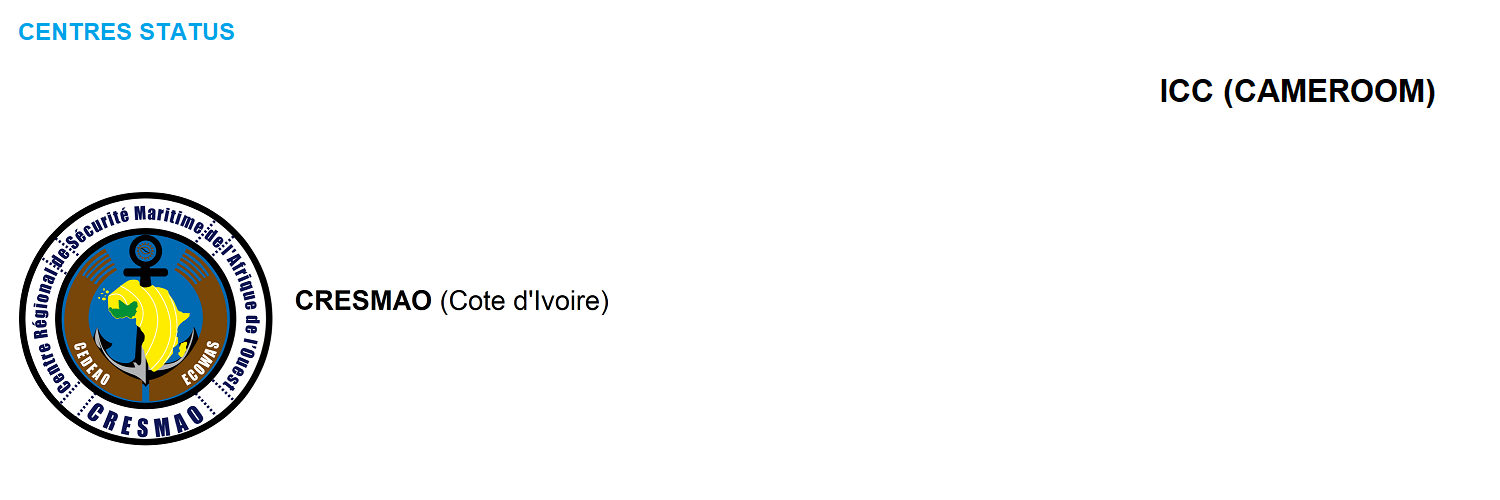 CENTRES STATUS
ICC (CAMEROOM)
Centre Régional de Sécurité Maritime de l'Afrique de l'Ouest
CEDEAO ECOWAS
CRESMAO
CRESMAO (Cote d'Ivoire)